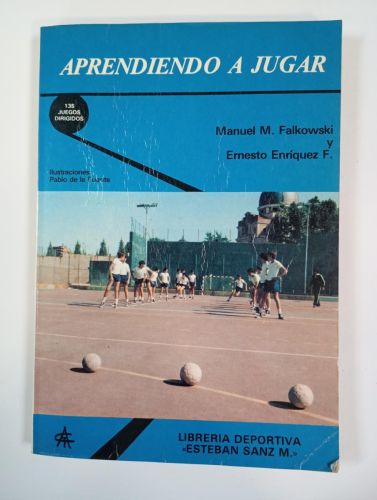 APRENDIENDO A JUGAR
135
JUEGOS
DIRIGIDOS
Manuel M. Falkowski
y
Ernesto Enríquez F.
Ilustraciones:
Pablo de la Fuente
LIBRERIA DEPORTIVA
«ESTEBAN SANZ M.»